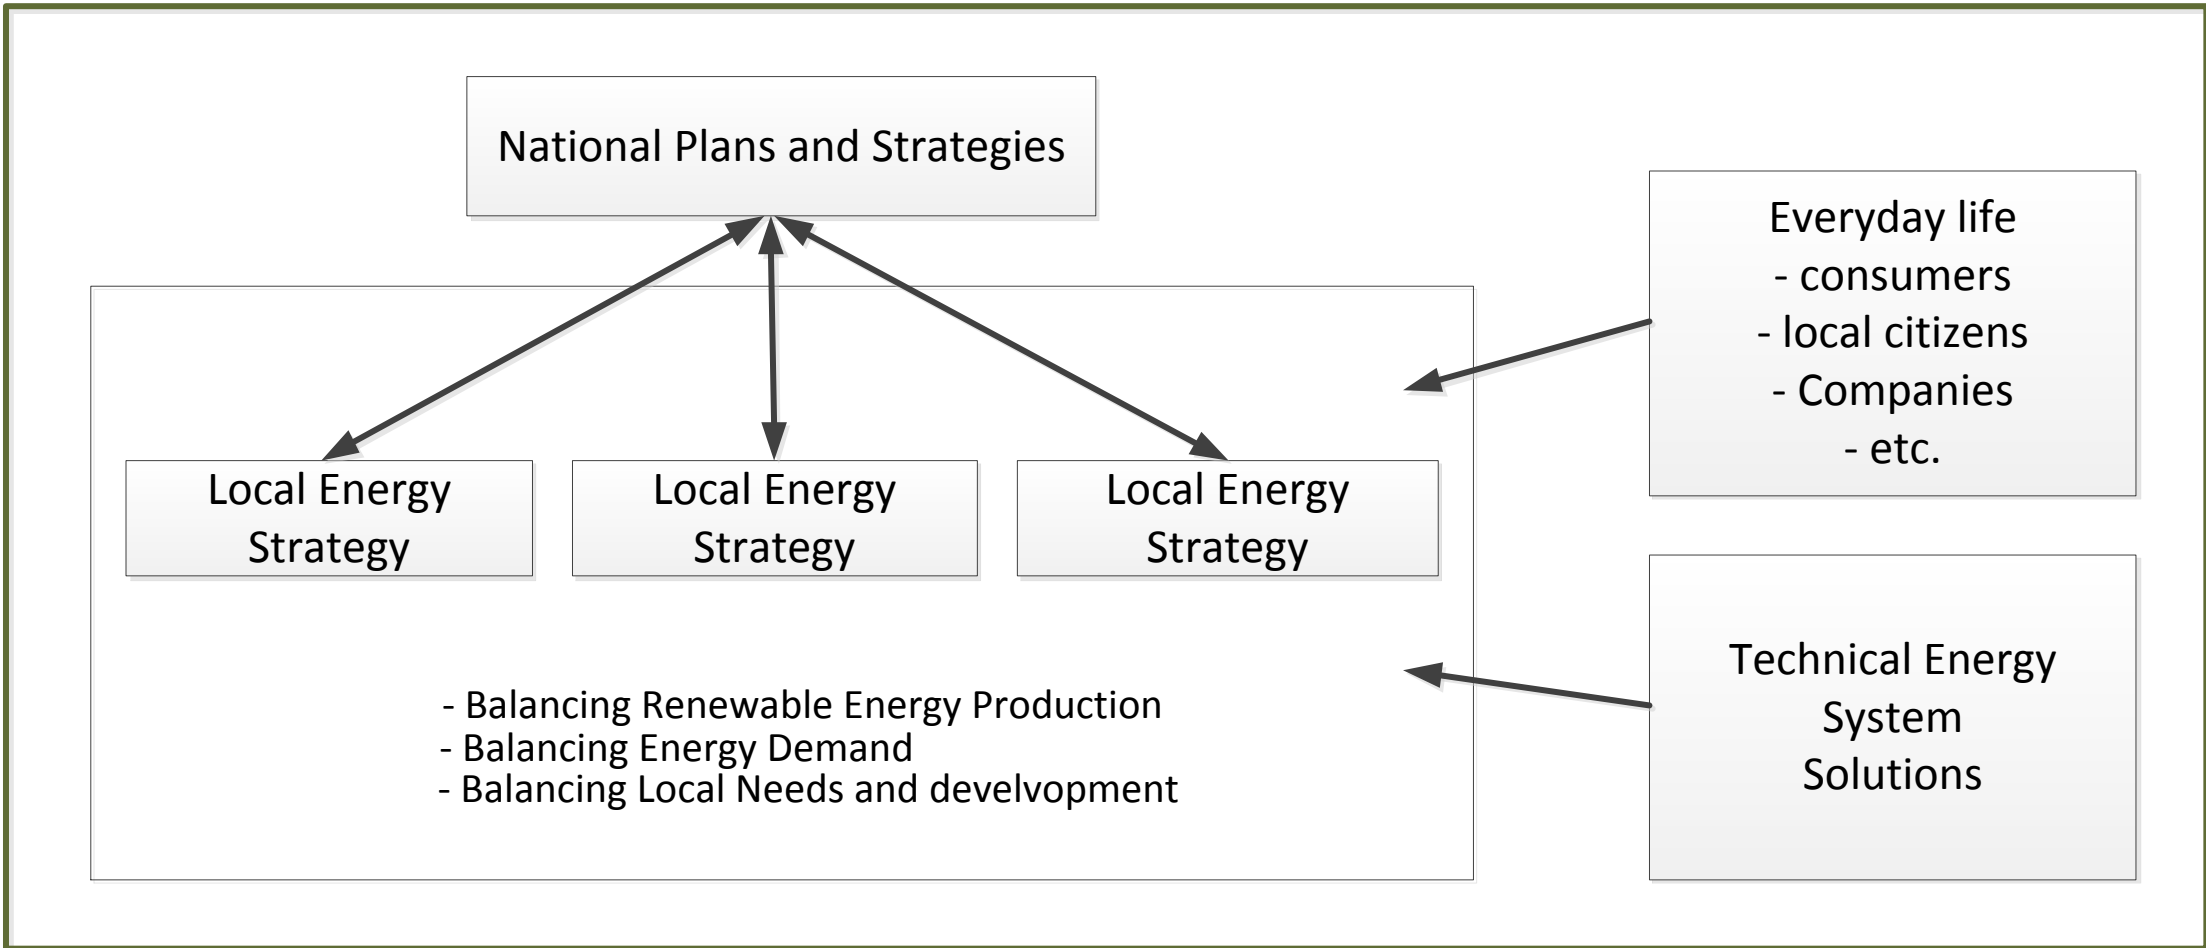 National Plans and Strategies
Everyday life
- consumers
- local citizens
- Companies
- etc.
Local Energy
Strategy
Local Energy
Strategy
Local Energy
Strategy
- Balancing Renewable Energy Production
- Balancing Energy Demand
- Balancing Local Needs and develvopment
Technical Energy
System
Solutions